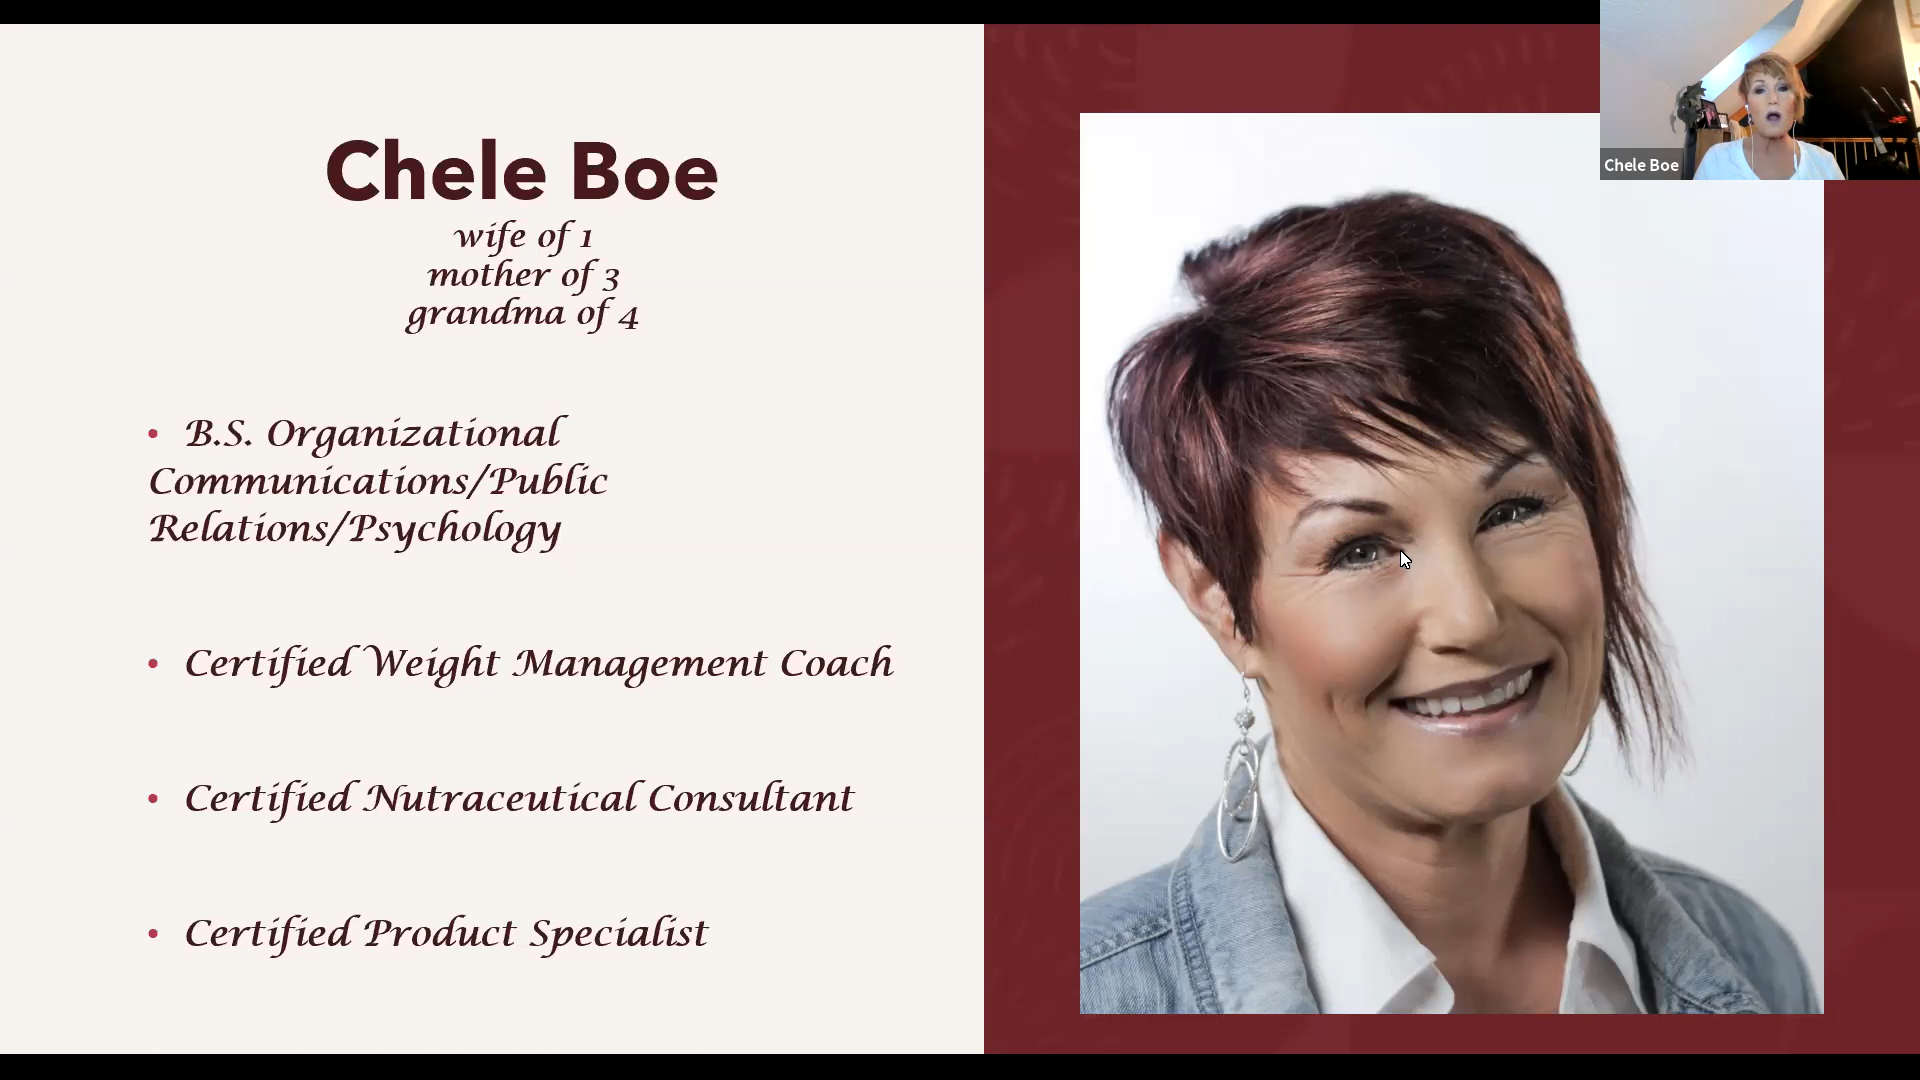 Chele Boe
wife of 1
mother of 3
grandma of 4
• B.S. Organizational
Communications/Public
Relations/Psychology
• Certified Weight Management Coach
• Certified Nutraceutical Consultant
• Certified Product Specialist
Chele Boe